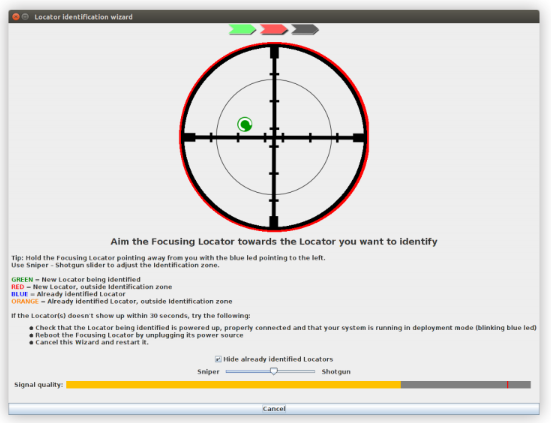 Locator identification wizard
Aim the Focusing Locator towards the Locator you want to identify
Tip: Hold the Focusing Locator pointing away from you with the blue led pointing to the left.
Use Sniper - Shotgun slider to adjust the identification zone.
GREEN = New Locator being identified
RED = New Locator, outside identification zone
BLUE = Already identified Locator
ORANGE = Already identified Locator, outside identification zone
If the Locator(s) doesn't show up within 30 seconds, try the following:
● Check that the Locator being identified is powered up, properly connected and that your system is running in deployment mode (blinking blue led)
● Reboot the Focusing Locator by unplugging its power source
● Cancel this Wizard and restart it.
Hide already identified Locators
Sniper Shotgun
Signal quality:
Cancel